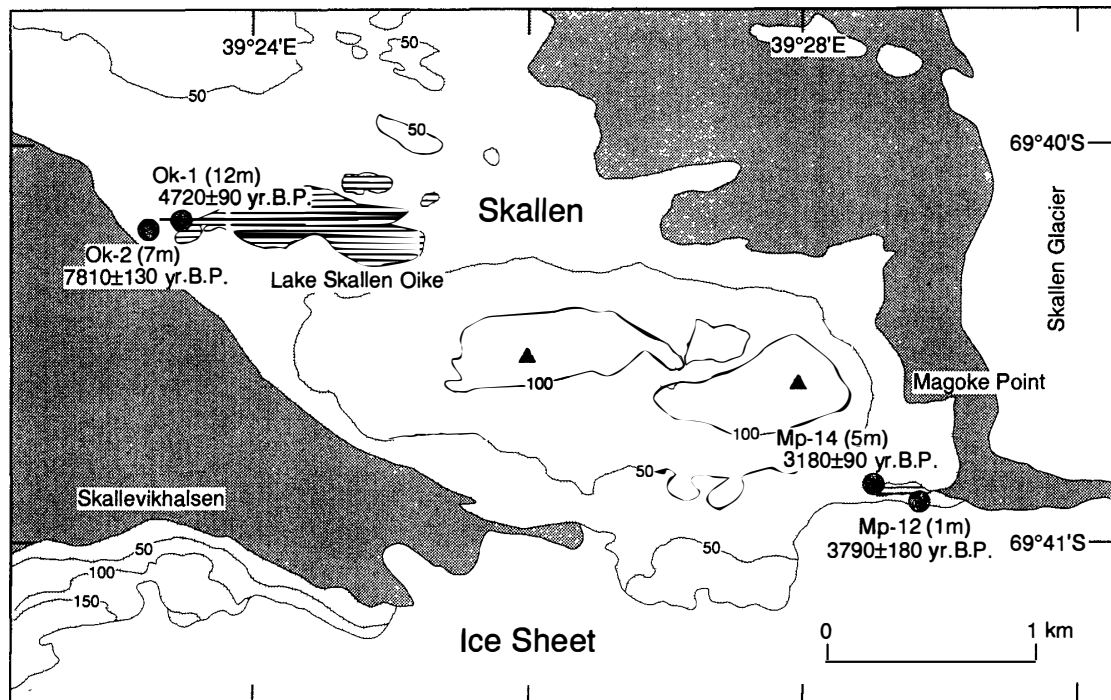 39°24'E
39°28'E
50
50
50
69°40'S
Ok-1 (12m)
4720±90 yr.B.P.
Skallen
Skallen Glacier
Ok-2 (7m)
7810±130 yr.B.P.
Lake Skallen Oike
100
Magoke Point
100
Mp-14 (5m)
3180±90 yr.B.P.
50
Skallevikhalsen
Mp-12 (1m)
3790±180 yr.B.P.
69°41'S
50
50
100
150
Ice Sheet
0 1 km